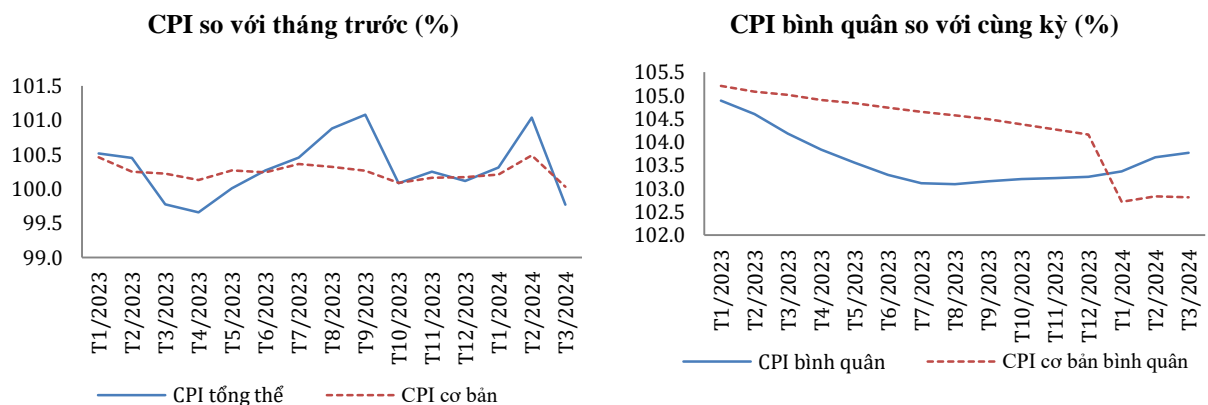 CPI so với tháng trước (%)
101.5
101.0
100.5
100.0
99.5
99.0
T1/2023
T2/2023
T3/2023
T4/2023
T5/2023
T6/2023
T7/2023
T8/2023
T9/2023
T10/2023
T11/2023
T12/2023
T1/2024
T2/2024
T3/2024
CPI tổng thể
CPI cơ bản
CPI bình quân so với cùng kỳ (%)
105.5
105.0
104.5
104.0
103.5
103.0
102.5
102.0
T1/2023
T2/2023
T3/2023
T4/2023
T5/2023
T6/2023
T7/2023
T8/2023
T9/2023
T10/2023
T11/2023
T12/2023
T1/2024
T2/2024
T3/2024
CPI bình quân
CPI cơ bản bình quân